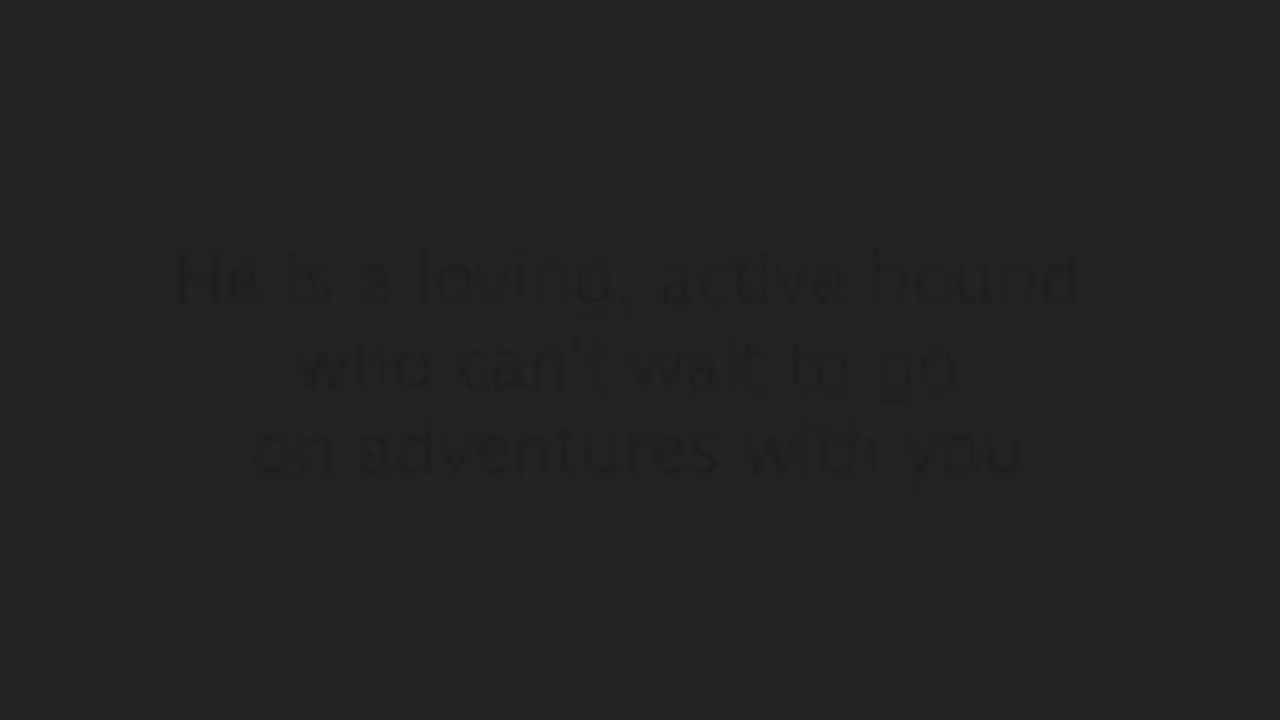 He is a loving, active hound
who can't wait to go
on adventures with you